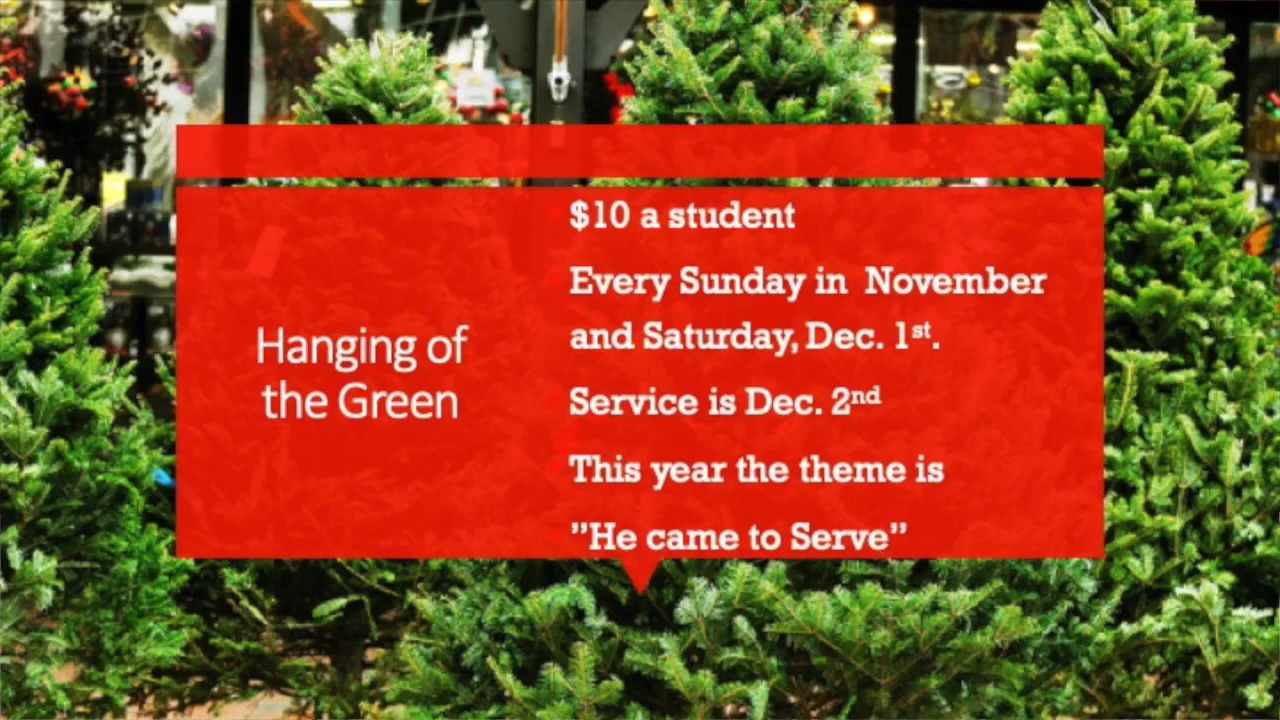 Hanging of
the Green
$10 a student
Every Sunday in November
and Saturday, Dec. 1st.
Service is Dec. 2nd
This year the theme is
”He came to Serve”